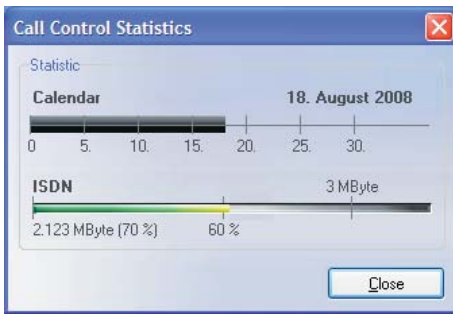 Call Control Statistics
Statistic
Calendar 18. August 2008
0 5. 10. 15. 20. 25. 30.
ISDN 3 MByte
2.123 MByte (70 %) 60 %
Close